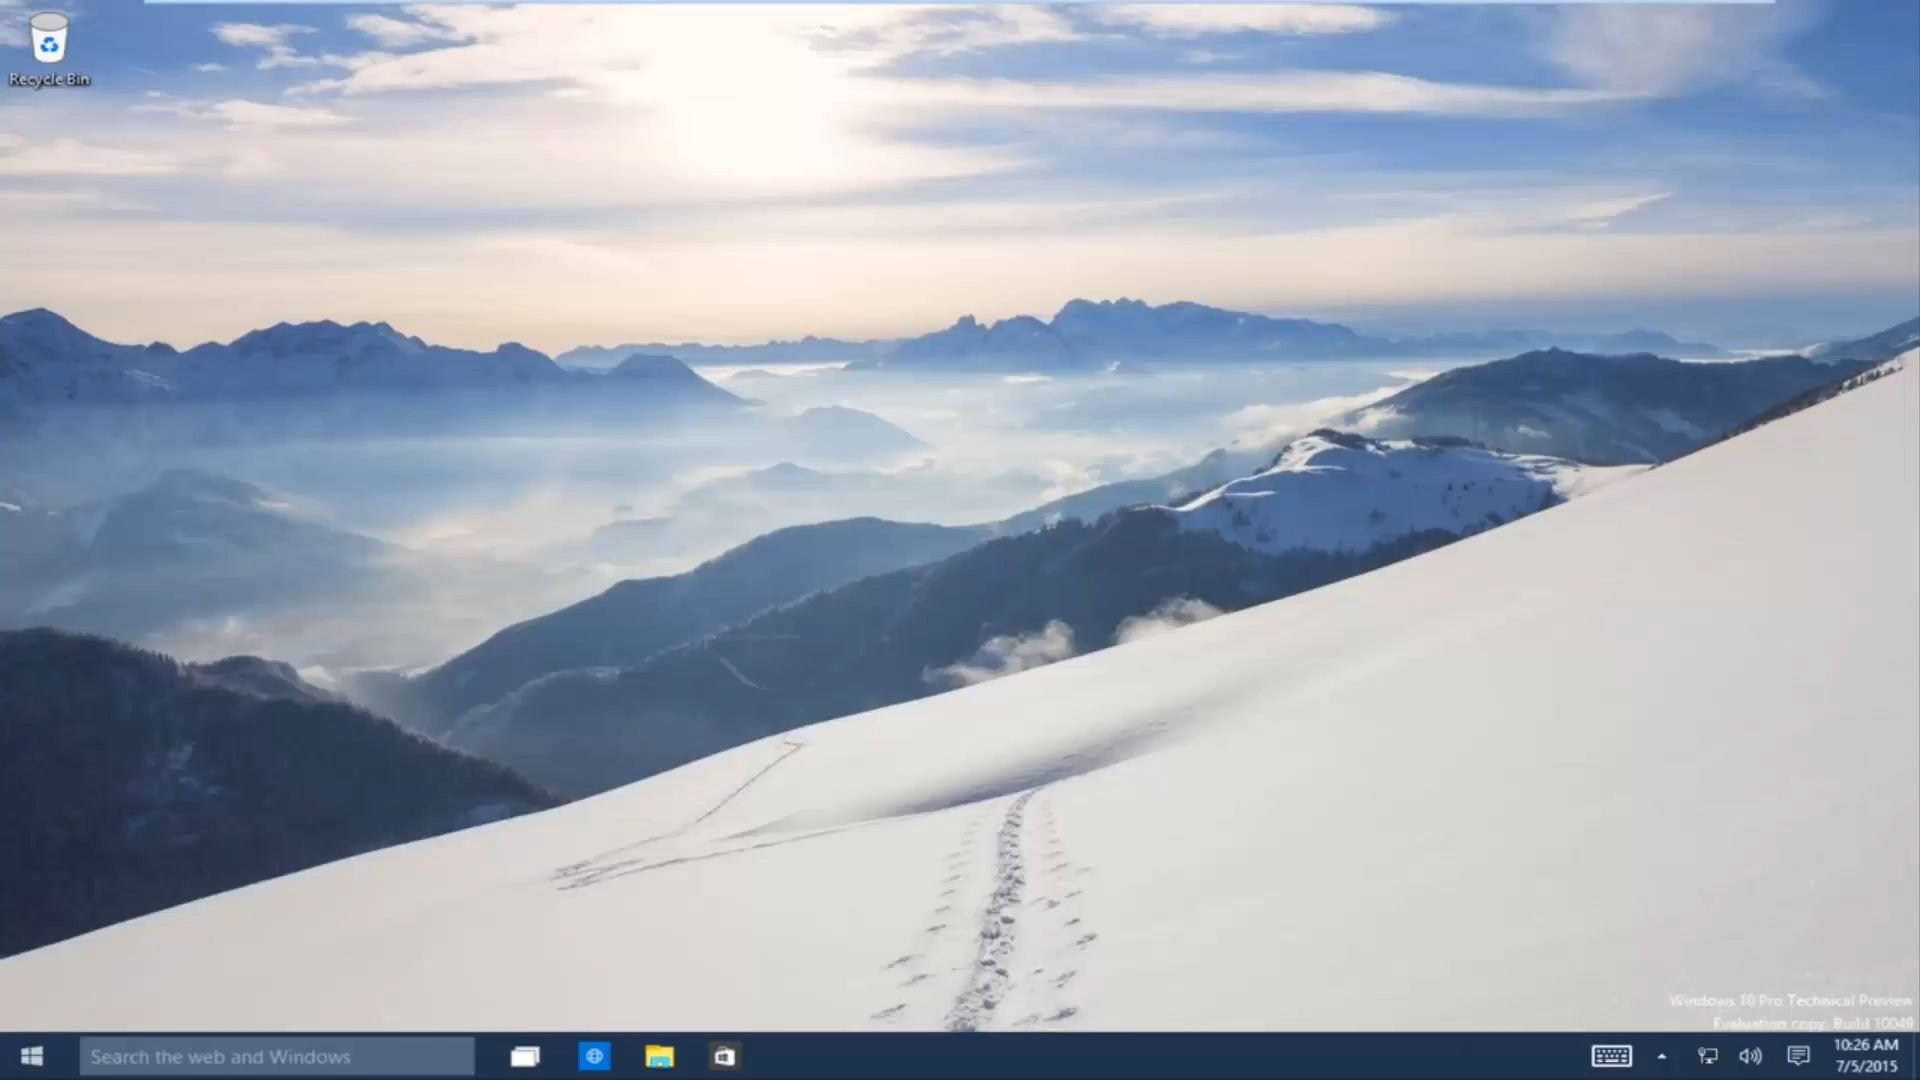 Recycle Bin
Windows 10 Pro Technical Preview
Evaluation copy. Build 10049
Search the web and Windows
10:26 AM
7/5/2015